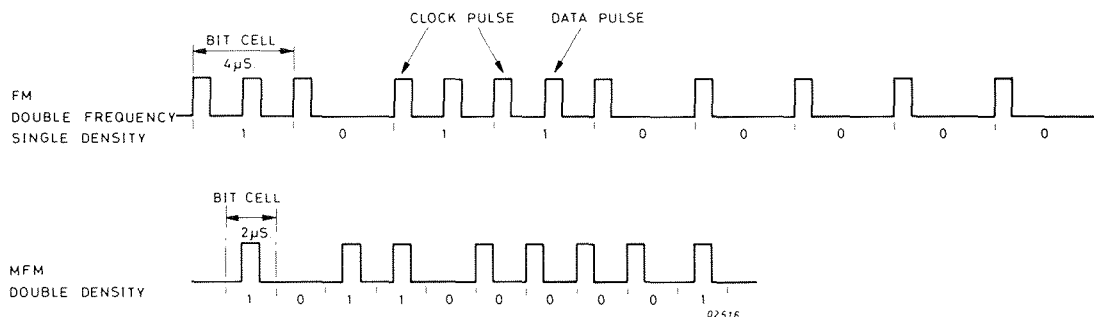 CLOCK PULSE DATA PULSE
BIT CELL
4µS.
FM
DOUBLE FREQUENCY
SINGLE DENSITY
1 0 1 1 0 0 0 0 0
BIT CELL
2µS.
MFM
DOUBLE DENSITY
1 0 1 1 0 0 0 0 0 1
02516